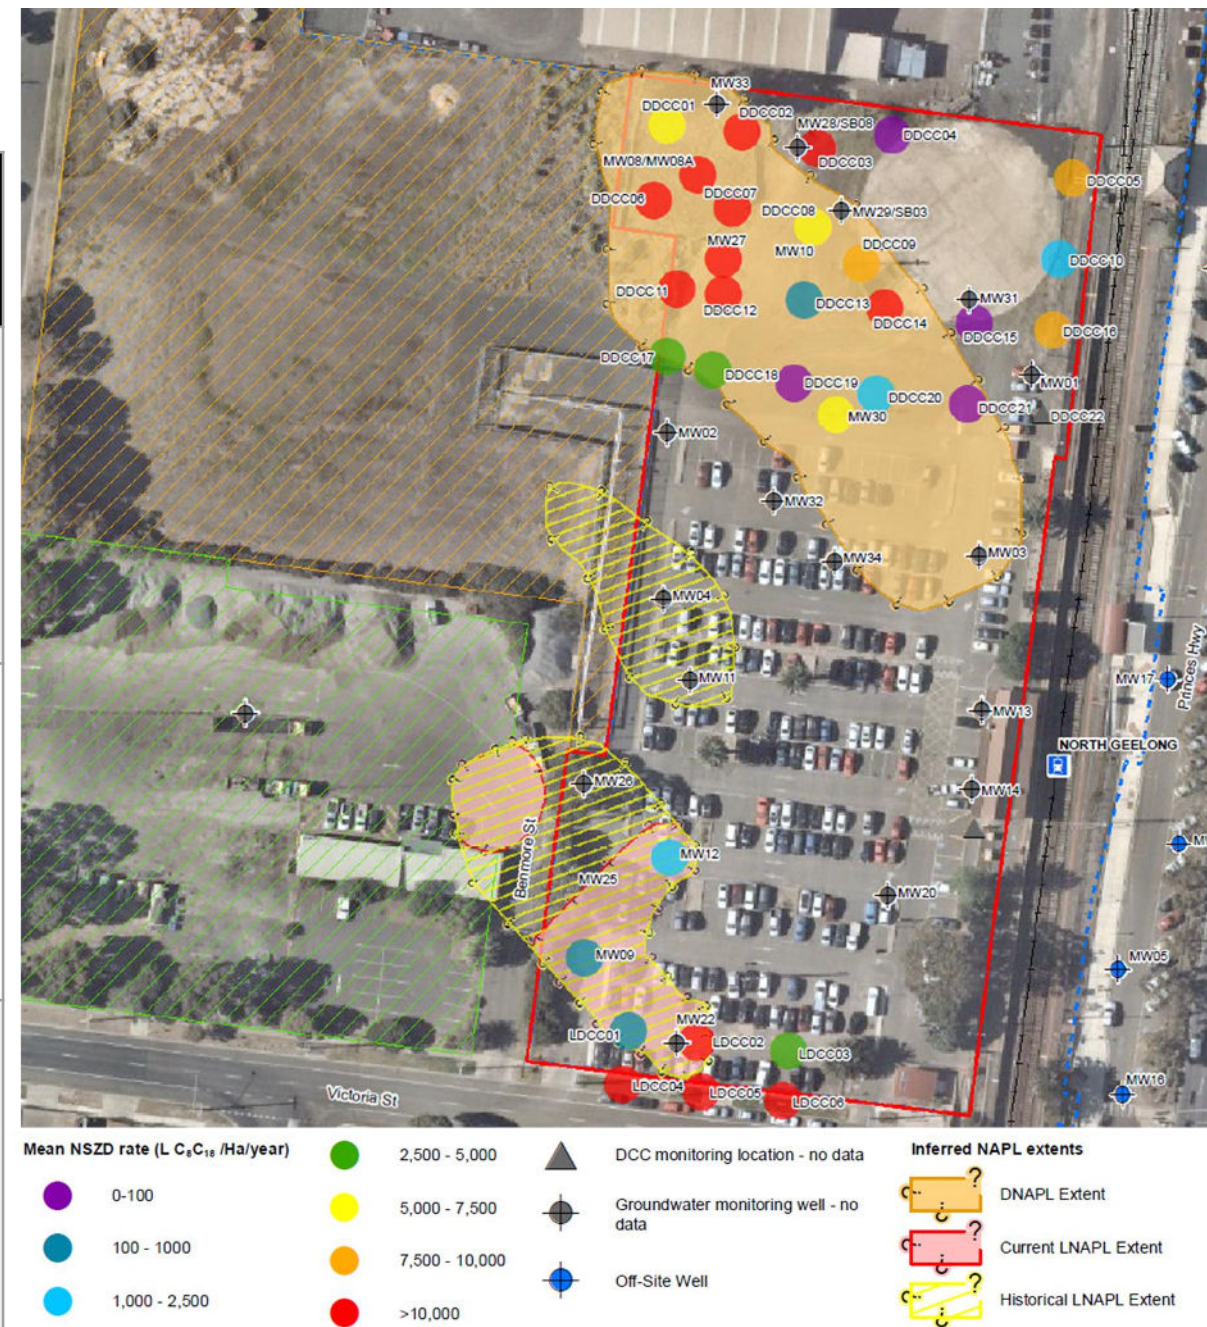 MW33
DDCC01
DDCC02
MW28/SB08
DDCC04
DDCC03
MW08/MW08A
DDCC05
DDCC07
DDCC06
DDCC08
MW29/SB03
MW27
MW10
DDCC09
DDCC10
DDCC11
DDCC12
DDCC13
MW31
DDCC14
DDCC15
DDCC16
DDCC17
DDCC18
DDCC19
DDCC20
MW01
DDCC21
MW30
DDCC22
MW02
MW32
MW34
MW03
MW04
MW11
MW17
Princes Hwy
MW13
NORTH GEELONG
MW26
MW14
MW12
Benmore St
MW25
MW20
MW09
MW05
LDCC01
MW22
LDCC02
LDCC03
LDCC04
LDCC05
LDCC06
MW16
Victoria St
Mean NSZD rate (L C₈C₁₈ /Ha/year)
0-100
100 - 1000
1,000 - 2,500
2,500 - 5,000
5,000 - 7,500
7,500 - 10,000
>10,000
DCC monitoring location - no data
Groundwater monitoring well - no
data
Off-Site Well
Inferred NAPL extents
? DNAPL Extent
? Current LNAPL Extent
? Historical LNAPL Extent